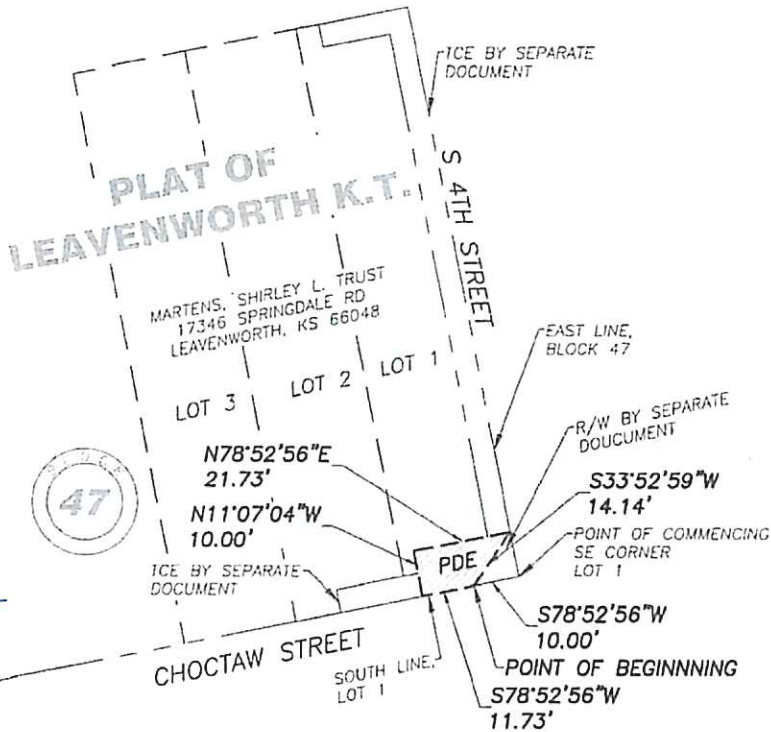 TCE BY SEPARATE
DOCUMENT
PLAT OF
LEAVENWORTH K.T.
S 4TH STREET
MARTENS, SHIRLEY L. TRUST
17346 SPRINGDALE RD
LEAVENWORTH, KS 66048
EAST LINE,
BLOCK 47
LOT 1
LOT 2
LOT 3
R/W BY SEPARATE
DOUCUMENT
N78°52'56"E
21.73'
BLOCK
47
S33°52'59"W
14.14'
N11°07'04"W
10.00'
POINT OF COMMENCING
SE CORNER
LOT 1
PDE
TCE BY SEPARATE
DOCUMENT
S78°52'56"W
10.00'
CHOCTAW STREET
SOUTH LINE,
LOT 1
POINT OF BEGINNNING
S78°52'56"W
11.73'